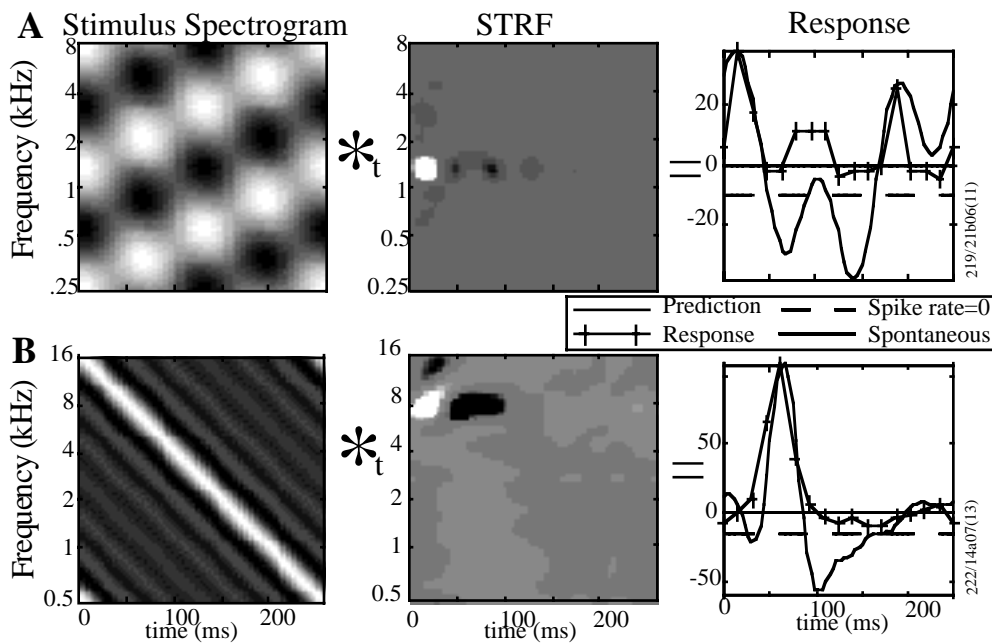 A Stimulus Spectrogram STRF Response
Frequency (kHz)
8
4
2
1
.5
.25
*t
8
4
2
1
0.5
0.25
=
20
0
-20
219/21b06(11)
0 100 200
Prediction Spike rate=0
Response Spontaneous
B
Frequency (kHz)
16
8
4
2
1
0.5
0 100 200
time (ms)
*t
16
8
4
2
1
0.5
0 100 200
time (ms)
=
50
0
-50
0 100 200
time (ms)
222/14a07(13)